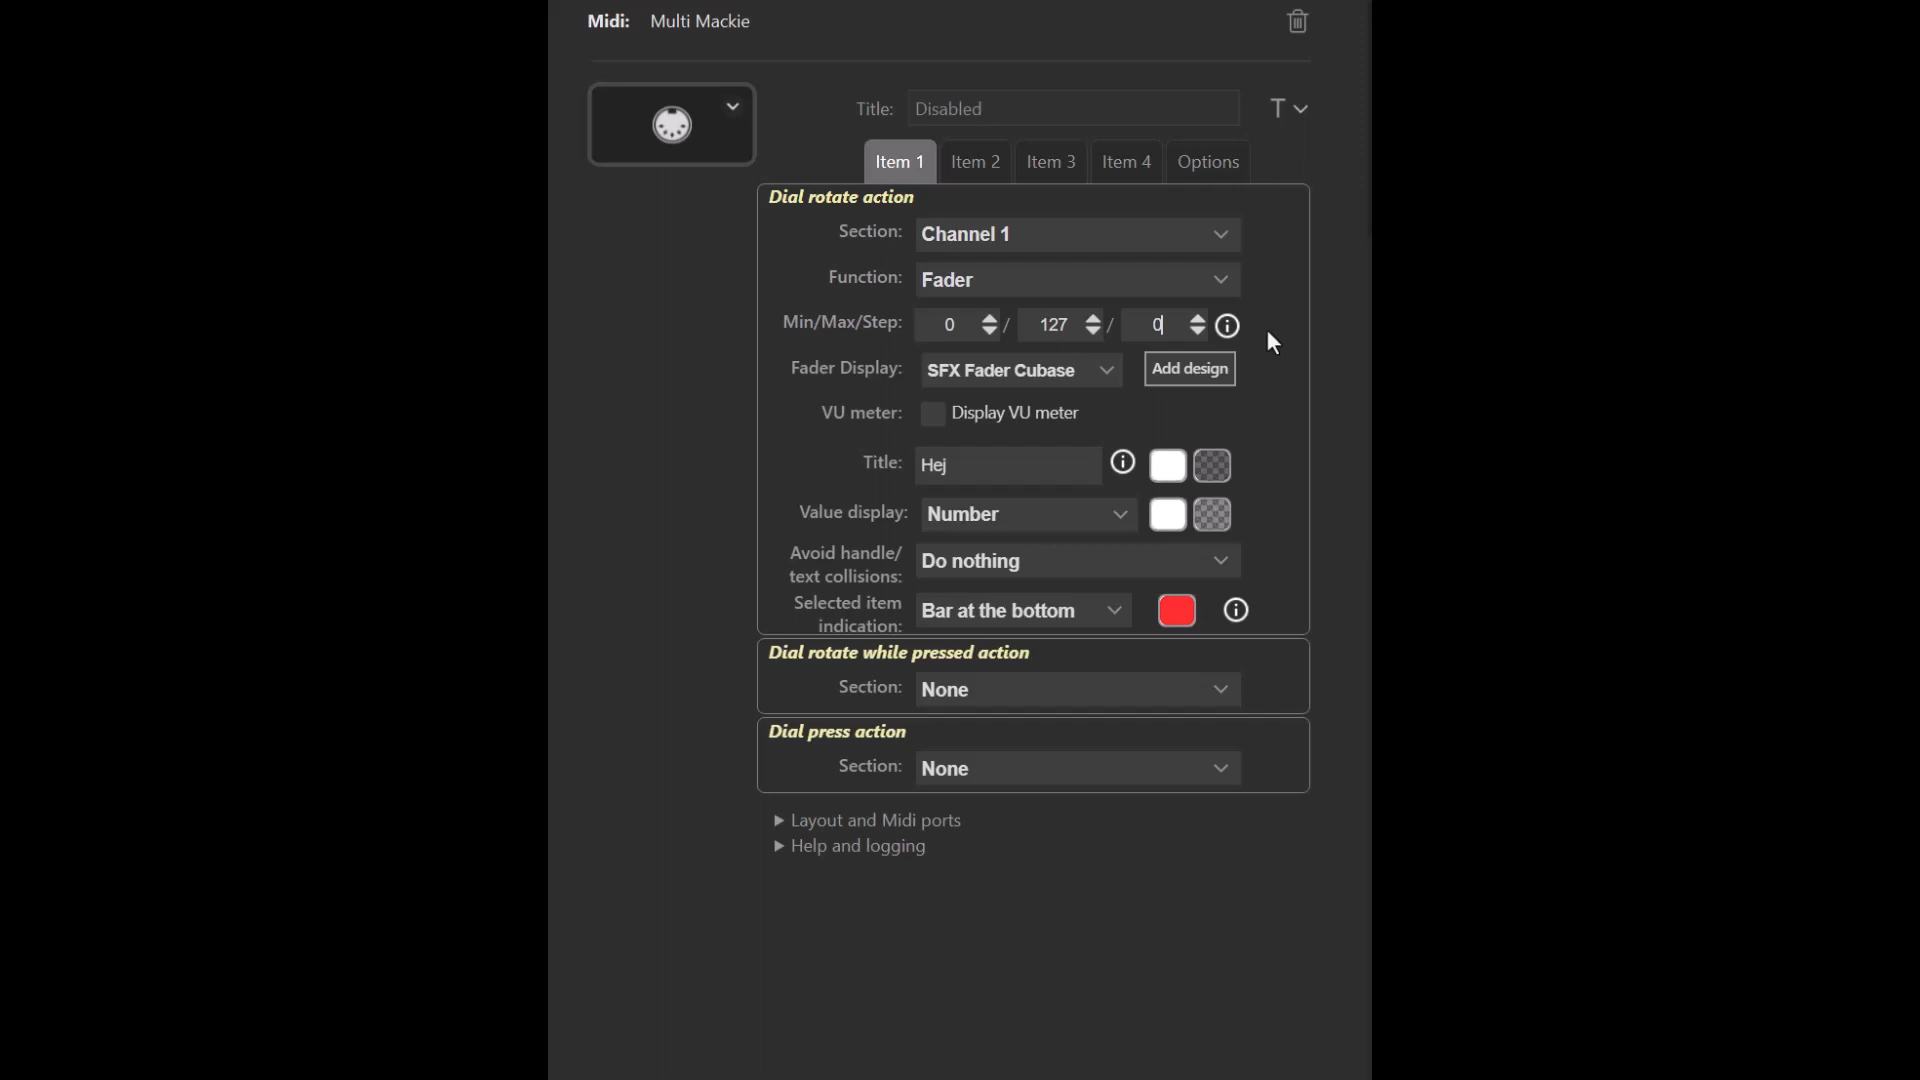 Midi: Multi Mackie
Title: Disabled T
Item 1 Item 2 Item 3 Item 4 Options
Dial rotate action
Section: Channel 1
Function: Fader
Min/Max/Step: 0 / 127 / 0
Fader Display: SFX Fader Cubase Add design
VU meter: Display VU meter
Title: Hej
Value display: Number
Avoid handle/
text collisions: Do nothing
Selected item
indication: Bar at the bottom
Dial rotate while pressed action
Section: None
Dial press action
Section: None
Layout and Midi ports
Help and logging